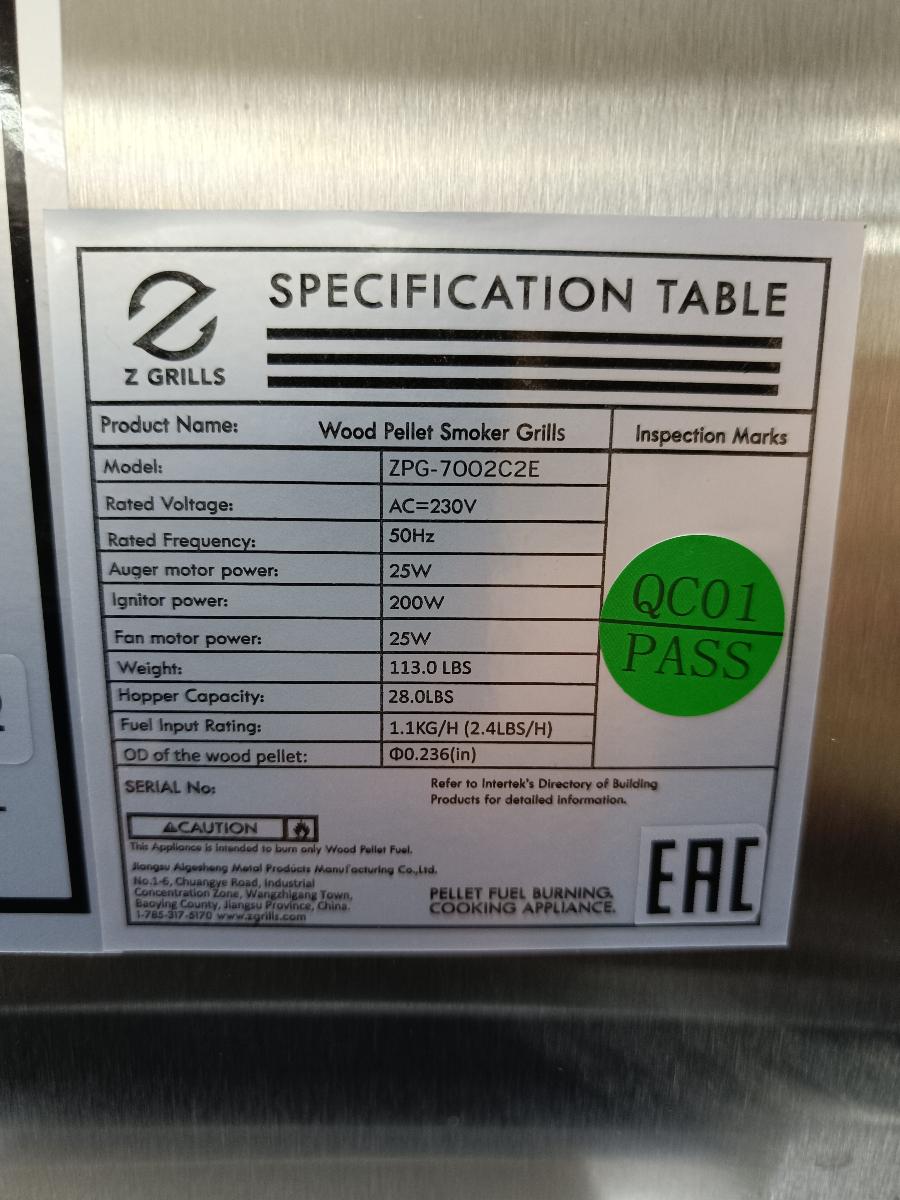 SPECIFICATION TABLE
Z GRILLS
Product Name: Wood Pellet Smoker Grills
Inspection Marks
Model: ZPG-7002C2E
Rated Voltage: AC=230V
Rated Frequency: 50Hz
Auger motor power: 25W
Ignitor power: 200W
Fan motor power: 25W
Weight: 113.0 LBS
Hopper Capacity: 28.0LBS
Fuel Input Rating: 1.1KG/H (2.4LBS/H)
OD of the wood pellet: Φ0.236(in)
QC01
PASS
SERIAL No:
Refer to Intertek's Directory of Building
Products for detailed information.
⚠CAUTION
This Appliance is intended to burn only Wood Pellet Fuel.
Jiangsu Aigesheng Metal Products Manufacturing Co.,Ltd.
No.1-6, Chuangye Road, Industrial
Concentration Zone, Wangzhigang Town,
Baoying County, Jiangsu Province, China.
1-785-317-5170 www.zgrills.com
PELLET FUEL BURNING.
COOKING APPLIANCE.
EAC